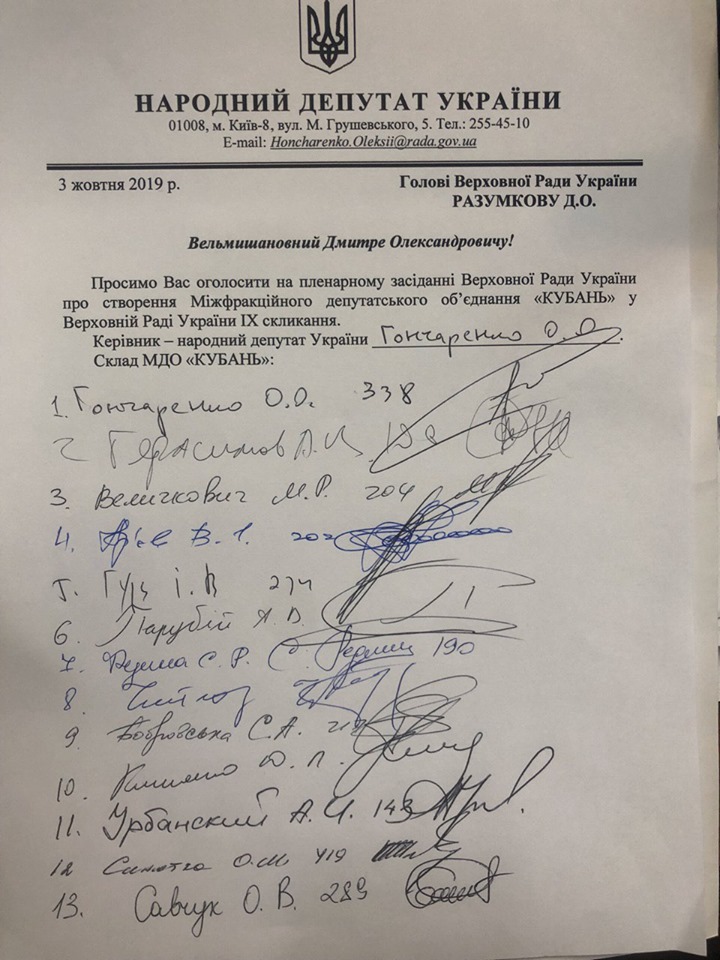 НАРОДНИЙ ДЕПУТАТ УКРАЇНИ
01008, м. Київ-8, вул. М. Грушевського, 5. Тел.: 255-45-10
E-mail: Honcharenko.Oleksii@rada.gov.ua
3 жовтня 2019 р.
Голові Верховної Ради України
РАЗУМКОВУ Д.О.
Вельмишановний Дмитре Олександровичу!
Просимо Вас оголосити на пленарному засіданні Верховної Ради України
про створення Міжфракційного депутатського об’єднання «КУБАНЬ» у
Верховній Раді України IX скликання.
Керівник – народний депутат України Гончаренко О.О.
Склад МДО «КУБАНЬ»:
1. Гончаренко О.О. 338
2 Герасимов
3. Величкович М.Р. 204
4. В.І. 202
5. І.В 274
6. Парубій А.В.
7. Федина С.Р. 190
8
9. Бобровська С.А.
10.
11. Урбанский А.И. 143
12 О.М. 419
13. Савчук О.В. 289